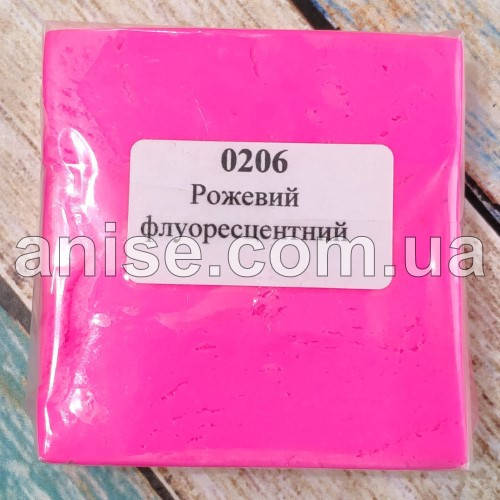 0206
Рожевий
флуоресцентний
anise.com.ua